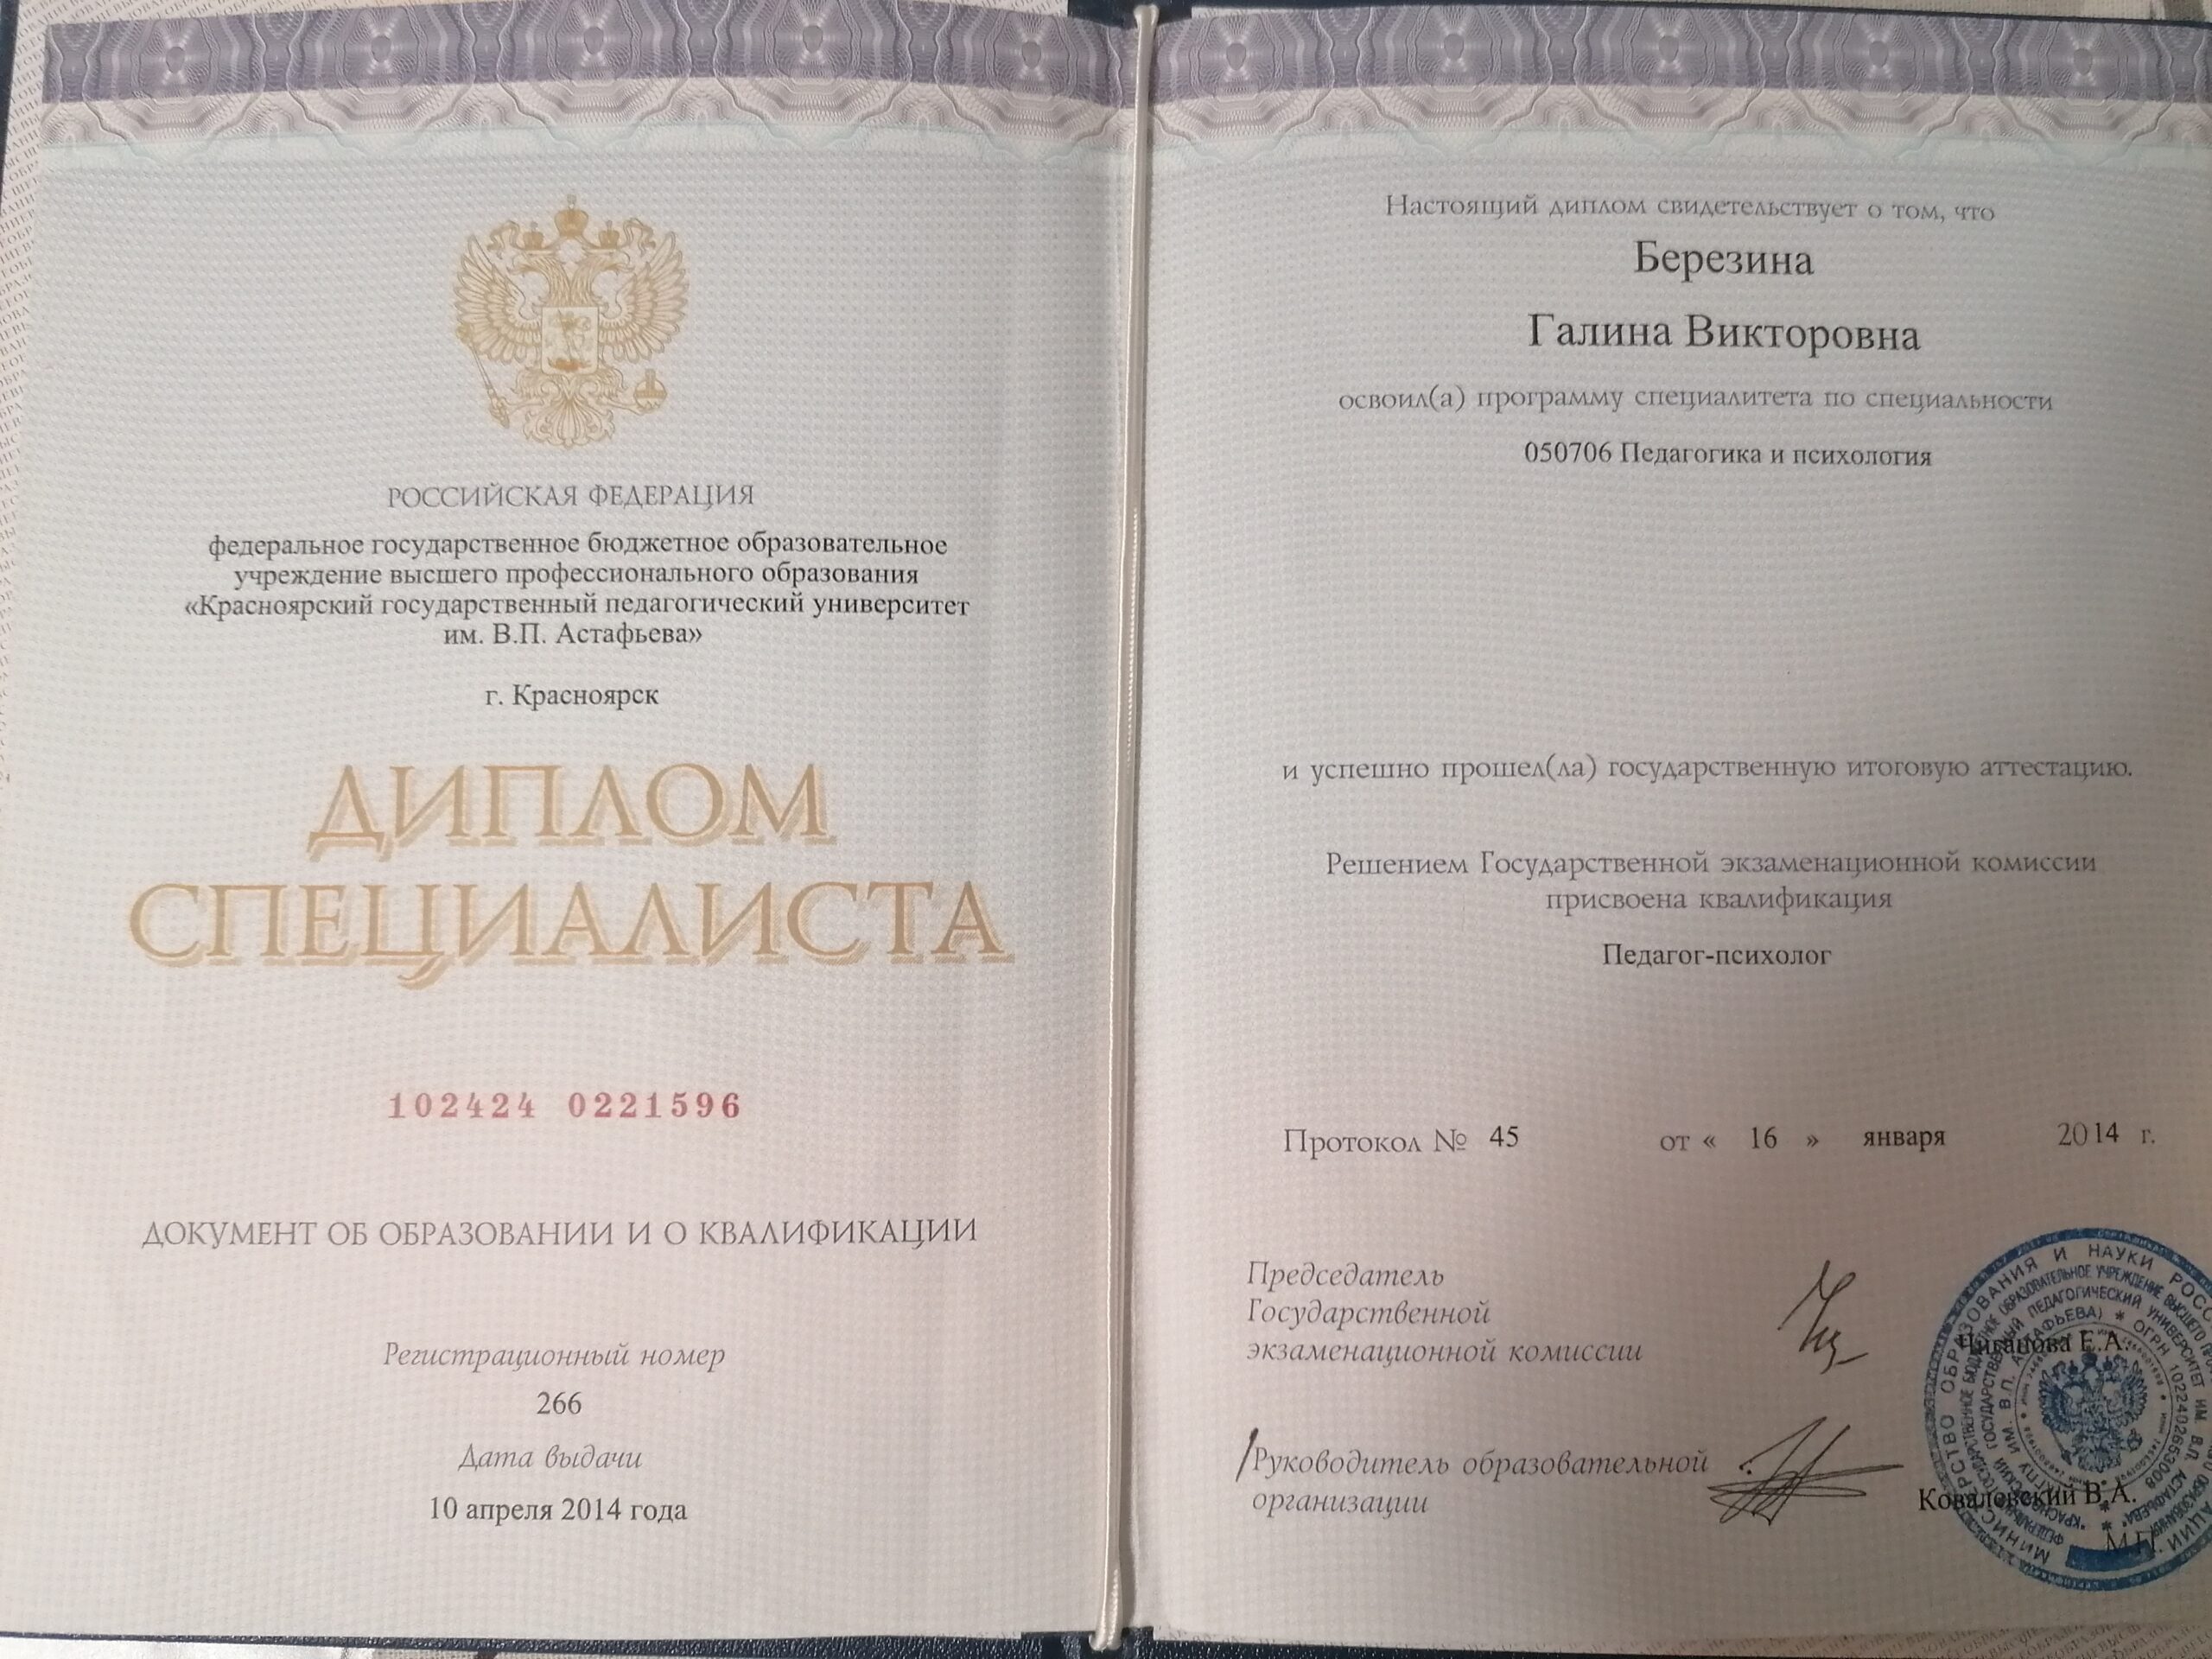 РОССИЙСКАЯ ФЕДЕРАЦИЯ
федеральное государственное бюджетное образовательное
учреждение высшего профессионального образования
«Красноярский государственный педагогический университет
им. В.П. Астафьева»
г. Красноярск
ДИПЛОМ
СПЕЦИАЛИСТА
102424 0221596
ДОКУМЕНТ ОБ ОБРАЗОВАНИИ И О КВАЛИФИКАЦИИ
Регистрационный номер
266
Дата выдачи
10 апреля 2014 года
Настоящий диплом свидетельствует о том, что
Березина
Галина Викторовна
освоил(а) программу специалитета по специальности
050706 Педагогика и психология
и успешно прошел(ла) государственную итоговую аттестацию.
Решением Государственной экзаменационной комиссии
присвоена квалификация
Педагог-психолог
Протокол № 45 от « 16 » января 2014 г.
Председатель
Государственной
экзаменационной комиссии
Чиганова Е.А.
Руководитель образовательной
организации
Ковалевский В.А.
М.П.